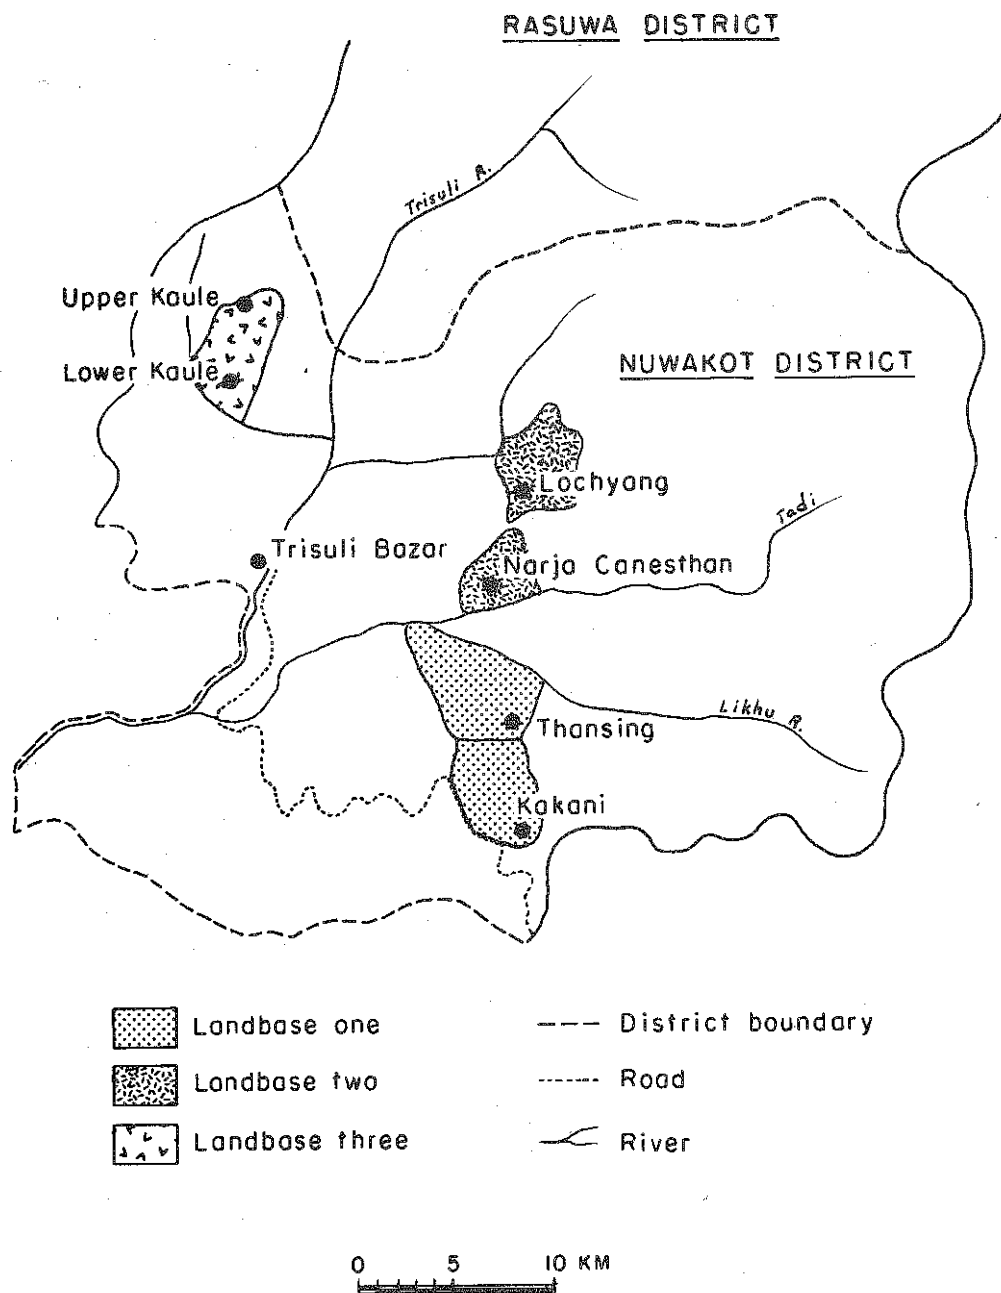 RASUWA DISTRICT
Trisuli R.
Upper Kaule
Lower Kaule
NUWAKOT DISTRICT
Lachyang
Tadi
Trisuli Bazar
Narja Canesthan
Likhu R.
Thansing
Kakani
Landbase one
District boundary
Landbase two
Road
Landbase three
River
0 5 10 KM